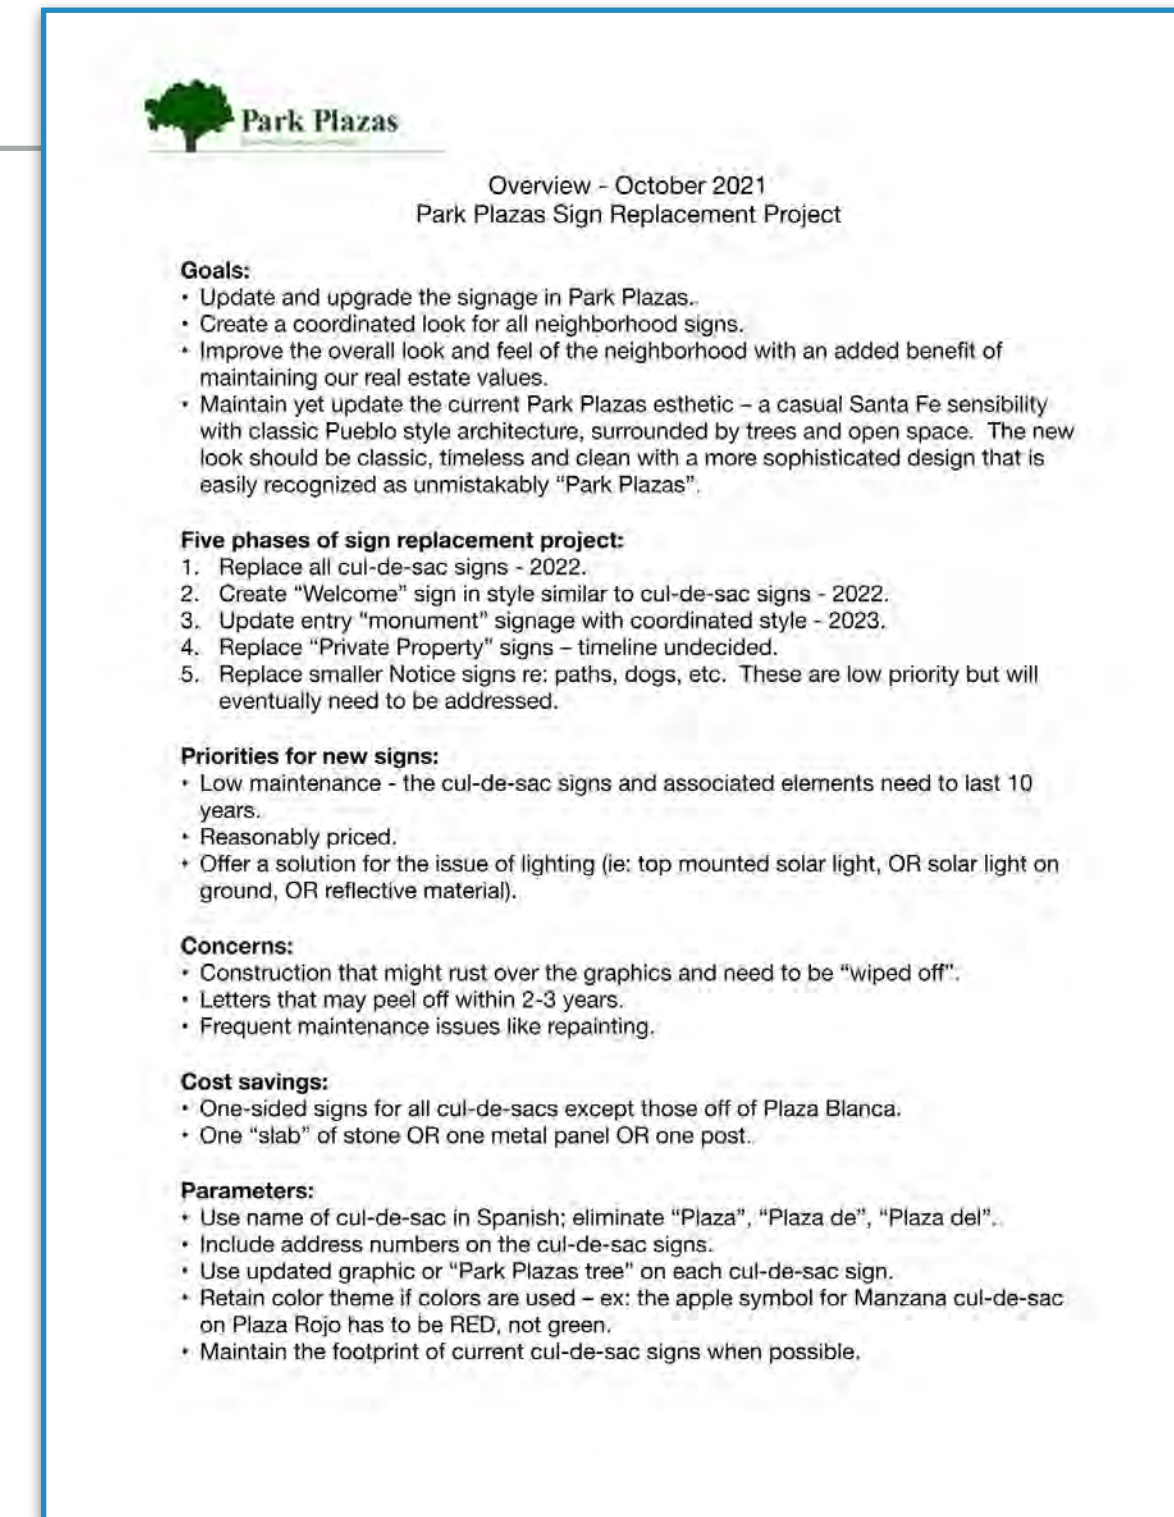 Park Plazas
Overview - October 2021
Park Plazas Sign Replacement Project
Goals:
• Update and upgrade the signage in Park Plazas.
• Create a coordinated look for all neighborhood signs.
• Improve the overall look and feel of the neighborhood with an added benefit of
maintaining our real estate values.
• Maintain yet update the current Park Plazas esthetic – a casual Santa Fe sensibility
with classic Pueblo style architecture, surrounded by trees and open space.  The new
look should be classic, timeless and clean with a more sophisticated design that is
easily recognized as unmistakably “Park Plazas”.
Five phases of sign replacement project:
1. Replace all cul-de-sac signs - 2022.
2. Create “Welcome” sign in style similar to cul-de-sac signs - 2022.
3. Update entry “monument” signage with coordinated style - 2023.
4. Replace “Private Property” signs – timeline undecided.
5. Replace smaller Notice signs re: paths, dogs, etc.  These are low priority but will
eventually need to be addressed.
Priorities for new signs:
• Low maintenance - the cul-de-sac signs and associated elements need to last 10
years.
• Reasonably priced.
• Offer a solution for the issue of lighting (ie: top mounted solar light, OR solar light on
ground, OR reflective material).
Concerns:
• Construction that might rust over the graphics and need to be “wiped off”.
• Letters that may peel off within 2-3 years.
• Frequent maintenance issues like repainting.
Cost savings:
• One-sided signs for all cul-de-sacs except those off of Plaza Blanca.
• One “slab” of stone OR one metal panel OR one post.
Parameters:
• Use name of cul-de-sac in Spanish; eliminate “Plaza”, “Plaza de”, “Plaza del”.
• Include address numbers on the cul-de-sac signs.
• Use updated graphic or “Park Plazas tree” on each cul-de-sac sign.
• Retain color theme if colors are used – ex: the apple symbol for Manzana cul-de-sac
on Plaza Rojo has to be RED, not green.
• Maintain the footprint of current cul-de-sac signs when possible.